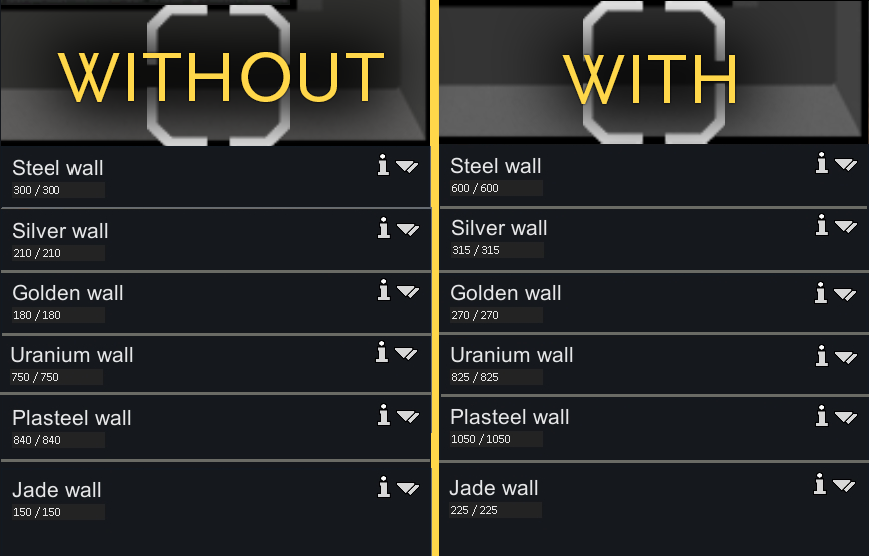 WITHOUT
Steel wall
300 / 300
Silver wall
210 / 210
Golden wall
180 / 180
Uranium wall
750 / 750
Plasteel wall
840 / 840
Jade wall
150 / 150
WITH
Steel wall
600 / 600
Silver wall
315 / 315
Golden wall
270 / 270
Uranium wall
825 / 825
Plasteel wall
1050 / 1050
Jade wall
225 / 225